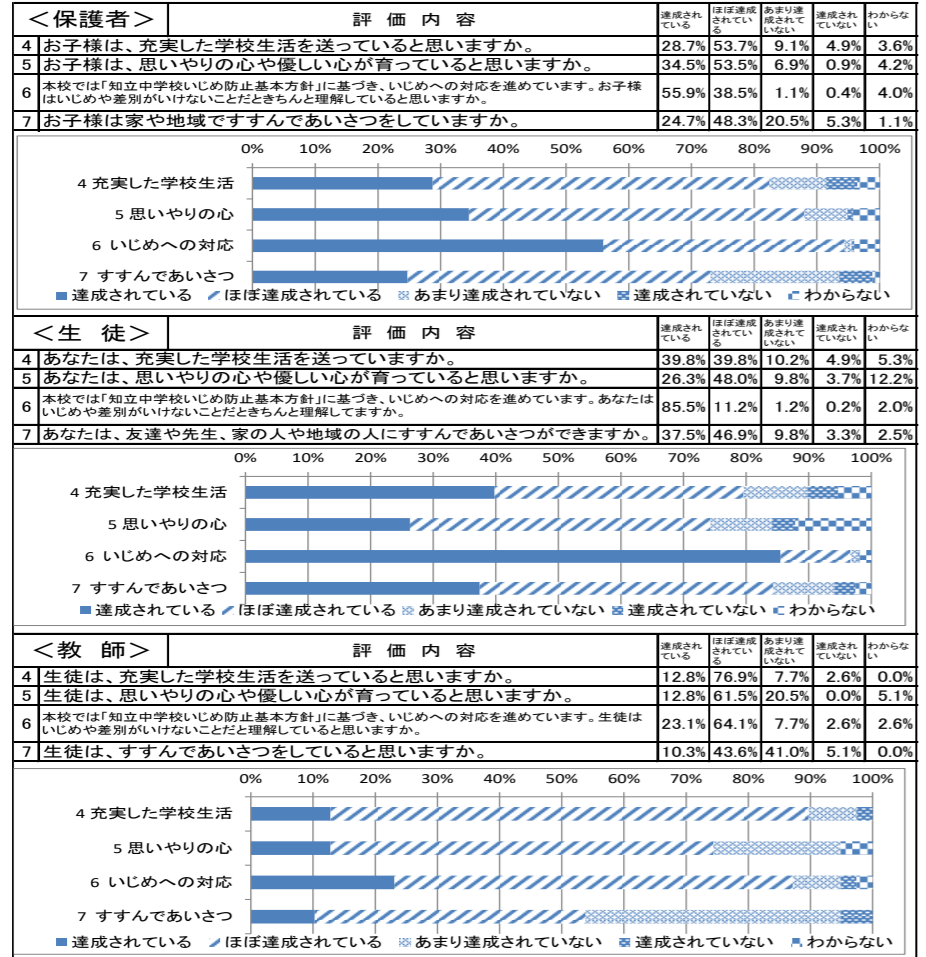 ＜保護者＞ 評 価 内 容 達成されている ほぼ達成されている あまり達成されていない 達成されていない わからない
4 お子様は、充実した学校生活を送っていると思いますか。 28.7% 53.7% 9.1% 4.9% 3.6%
5 お子様は、思いやりの心や優しい心が育っていると思いますか。 34.5% 53.5% 6.9% 0.9% 4.2%
6 本校では「知立中学校いじめ防止基本方針」に基づき、いじめへの対応を進めています。お子様
はいじめや差別がいけないことだときちんと理解していると思いますか。 55.9% 38.5% 1.1% 0.4% 4.0%
7 お子様は家や地域ですすんであいさつをしていますか。 24.7% 48.3% 20.5% 5.3% 1.1%
0% 10% 20% 30% 40% 50% 60% 70% 80% 90% 100%
4 充実した学校生活
5 思いやりの心
6 いじめへの対応
7 すすんであいさつ
達成されている ほぼ達成されている あまり達成されていない 達成されていない わからない
＜生 徒＞ 評 価 内 容 達成されている ほぼ達成されている あまり達成されていない 達成されていない わからない
4 あなたは、充実した学校生活を送っていますか。 39.8% 39.8% 10.2% 4.9% 5.3%
5 あなたは、思いやりの心や優しい心が育っていると思いますか。 26.3% 48.0% 9.8% 3.7% 12.2%
6 本校では「知立中学校いじめ防止基本方針」に基づき、いじめへの対応を進めています。あなたは
いじめや差別がいけないことだときちんと理解してますか。 85.5% 11.2% 1.2% 0.2% 2.0%
7 あなたは、友達や先生、家の人や地域の人にすすんであいさつができますか。 37.5% 46.9% 9.8% 3.3% 2.5%
0% 10% 20% 30% 40% 50% 60% 70% 80% 90% 100%
4 充実した学校生活
5 思いやりの心
6 いじめへの対応
7 すすんであいさつ
達成されている ほぼ達成されている あまり達成されていない 達成されていない わからない
＜教 師＞ 評 価 内 容 達成されている ほぼ達成されている あまり達成されていない 達成されていない わからない
4 生徒は、充実した学校生活を送っていると思いますか。 12.8% 76.9% 7.7% 2.6% 0.0%
5 生徒は、思いやりの心や優しい心が育っていると思いますか。 12.8% 61.5% 20.5% 0.0% 5.1%
6 本校では「知立中学校いじめ防止基本方針」に基づき、いじめへの対応を進めています。生徒は
いじめや差別がいけないことだと理解していると思いますか。 23.1% 64.1% 7.7% 2.6% 2.6%
7 生徒は、すすんであいさつをしていると思いますか。 10.3% 43.6% 41.0% 5.1% 0.0%
0% 10% 20% 30% 40% 50% 60% 70% 80% 90% 100%
4 充実した学校生活
5 思いやりの心
6 いじめへの対応
7 すすんであいさつ
達成されている ほぼ達成されている あまり達成されていない 達成されていない わからない